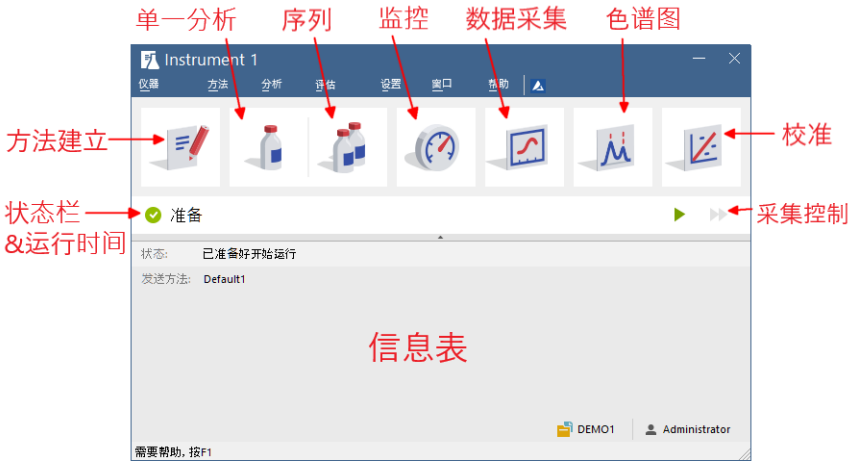 单一分析 序列 监控 数据采集 色谱图
Instrument 1
仪器 方法 分析 评估 设置 窗口 帮助
方法建立
校准
状态栏
&运行时间
准备
采集控制
状态: 已准备好开始运行
发送方法: Default1
信息表
DEMO1 Administrator
需要帮助, 按F1